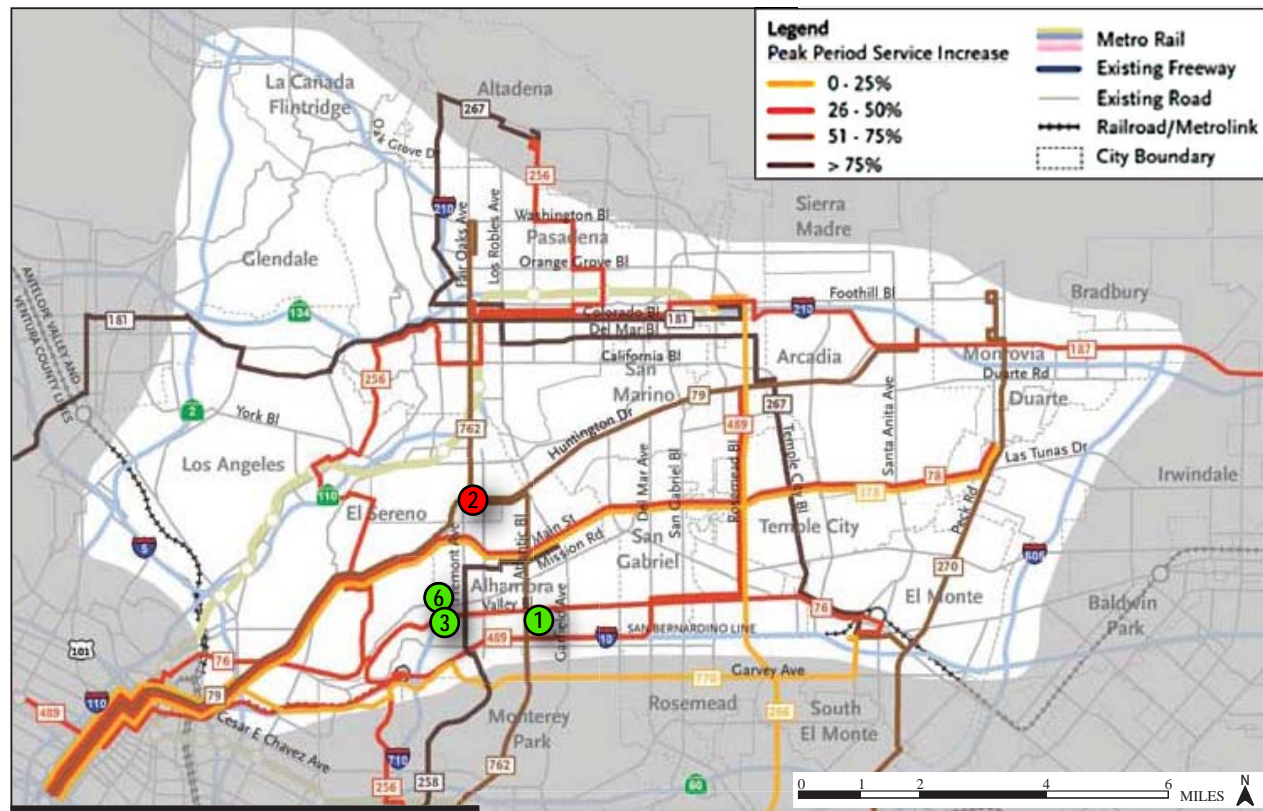 Legend
Peak Period Service Increase
0 - 25%
26 - 50%
51 - 75%
> 75%
Metro Rail
Existing Freeway
Existing Road
Railroad/Metrolink
City Boundary
La Cañada
Flintridge
Altadena
267
Oak Grove Dr
256
210
Fair Oaks Ave
Los Robles Ave
Washington Bl
Pasadena
Sierra
Madre
Glendale
Orange Grove Bl
ANTELOPE VALLEY AND
VENTURA COUNTY LINES
134
Foothill Bl
210
Bradbury
181
Colorado Bl
181
Del Mar Bl
California Bl
San
Marino
Arcadia
Monrovia
187
Duarte Rd
256
79
267
Duarte
2
York Bl
762
Huntington Dr
489
Santa Anita Ave
Los Angeles
Del Mar Ave
San Gabriel Bl
Rosemead Bl
Temple City Bl
Las Tunas Dr
78
378
Irwindale
110
El Sereno
2
Main St
Mission Rd
Atlantic Bl
San
Gabriel
Temple City
Peck Rd
5
605
270
6
Alhambra
Valley
3
1
Garfield Ave
76
El Monte
Baldwin
Park
489
10
SAN BERNARDINO LINE
101
76
79
770
Garvey Ave
110
489
Cesar E Chavez Ave
Rosemead
South
El Monte
Monterey
Park
710
762
256
258
60
0 1 2 4 6
MILES
N